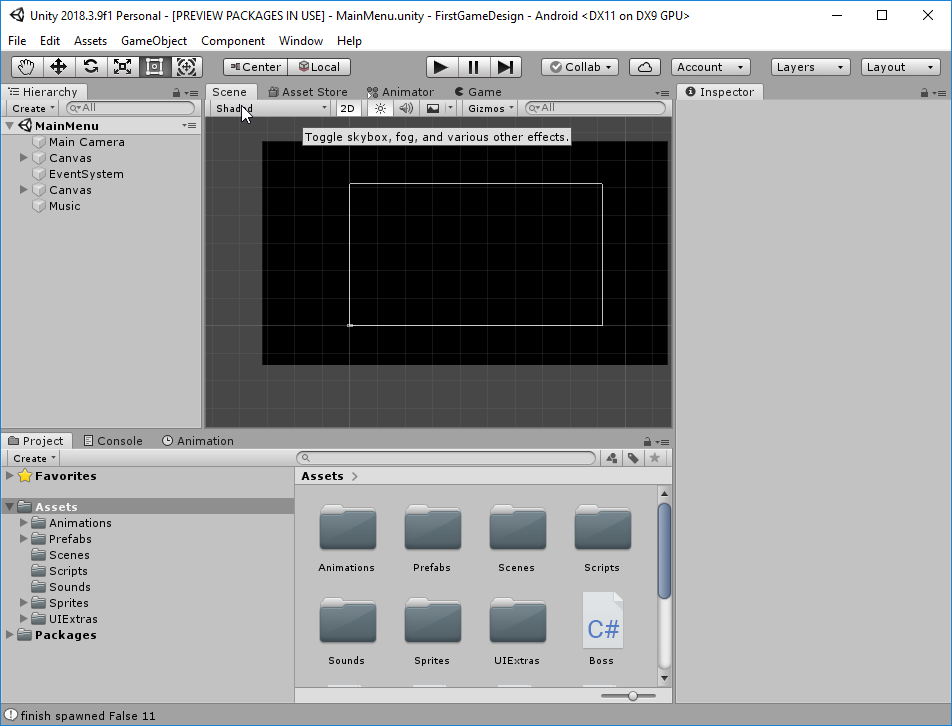 Unity 2018.3.9f1 Personal - [PREVIEW PACKAGES IN USE] - MainMenu.unity - FirstGameDesign - Android <DX11 on DX9 GPU>
File Edit Assets GameObject Component Window Help
Center Local Collab Account Layers Layout
Hierarchy Scene Asset Store Animator Game Inspector
Create All 2D Gizmos All
MainMenu
Toggle skybox, fog, and various other effects.
Main Camera
Canvas
EventSystem
Canvas
Music
Project Console Animation
Create
Favorites
Assets
Assets
Animations
Prefabs
Scenes
Scripts
Sounds
Sprites
UIExtras
Packages
Animations Prefabs Scenes Scripts
C#
Sounds Sprites UIExtras Boss
finish spawned False 11